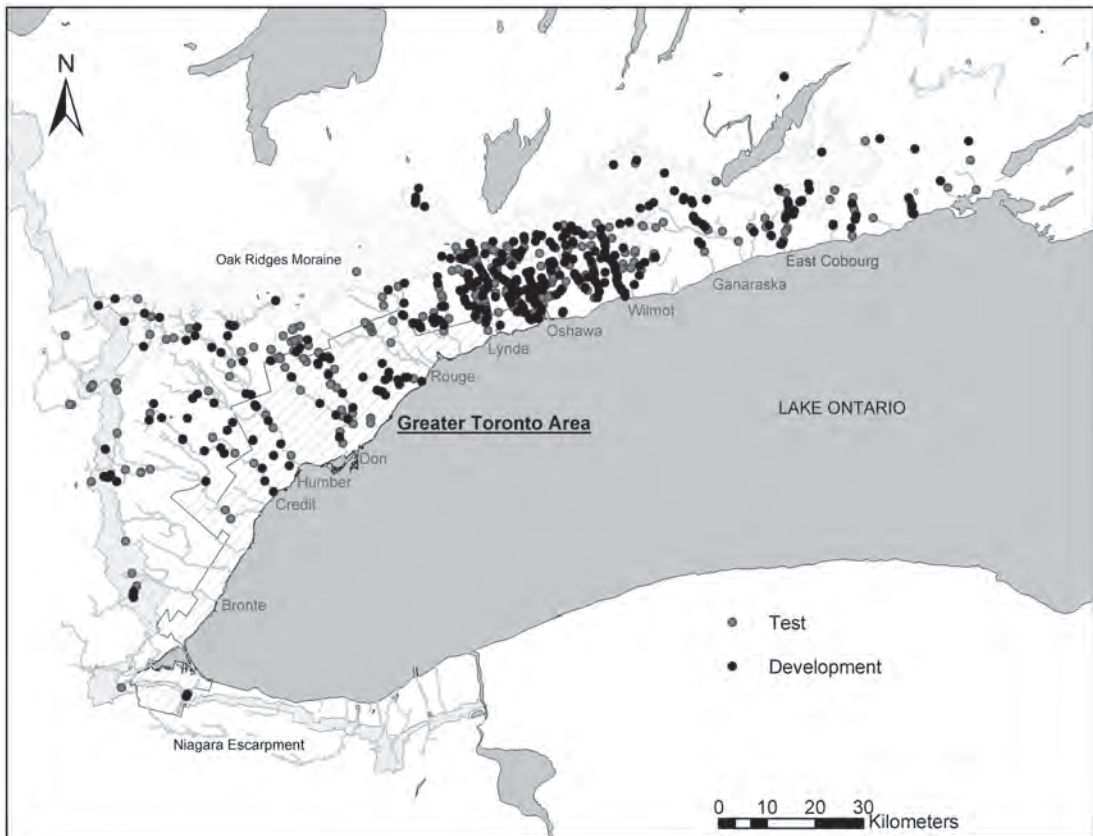 N
Oak Ridges Moraine
East Cobourg
Ganaraska
Wilmot
Oshawa
Lynde
Rouge
LAKE ONTARIO
Greater Toronto Area
Don
Humber
Credit
Bronte
Test
Development
Niagara Escarpment
0 10 20 30
Kilometers